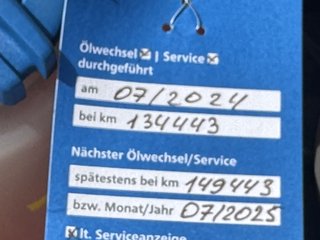 Ölwechsel ☒ | Service ☒
durchgeführt
am 07/2024
bei km 134443
Nächster Ölwechsel/Service
spätestens bei km 149443
bzw. Monat/Jahr 07/2025
☒ lt. Serviceanzeige